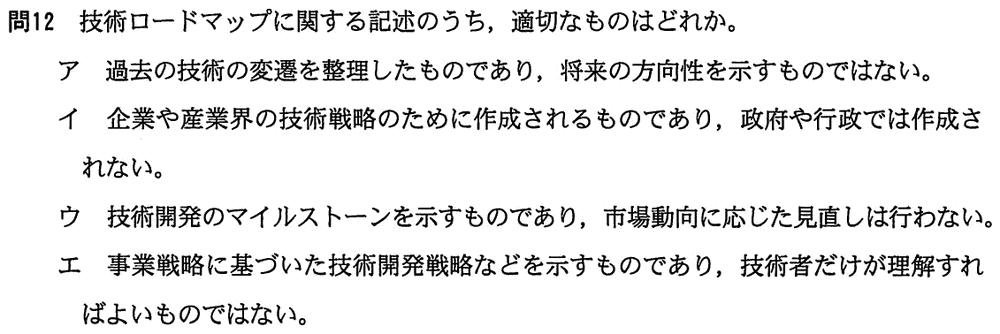 問12 技術ロードマップに関する記述のうち，適切なものはどれか。
ア 過去の技術の変遷を整理したものであり，将来の方向性を示すものではない。
イ 企業や産業界の技術戦略のために作成されるものであり，政府や行政では作成さ
れない。
ウ 技術開発のマイルストーンを示すものであり，市場動向に応じた見直しは行わない。
エ 事業戦略に基づいた技術開発戦略などを示すものであり，技術者だけが理解すれ
ばよいものではない。